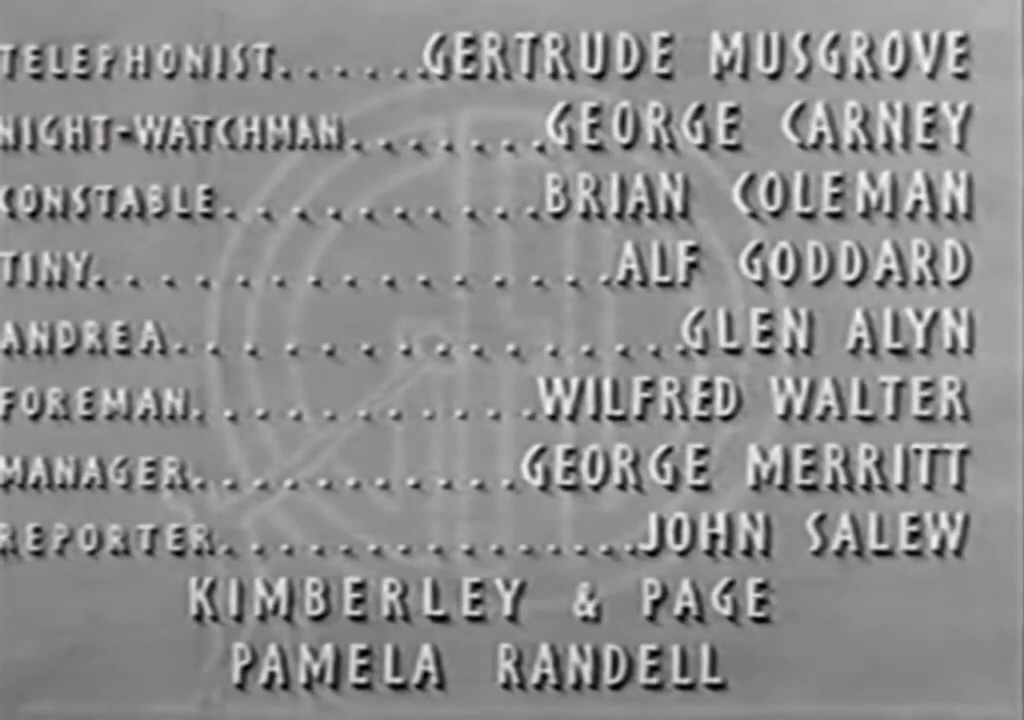 TELEPHONIST......GERTRUDE MUSGROVE
NIGHT-WATCHMAN.......GEORGE CARNEY
CONSTABLE..........BRIAN COLEMAN
TINY...............ALF GODDARD
ANDREA..............GLEN ALYN
FOREMAN..........WILFRED WALTER
MANAGER..........GEORGE MERRITT
REPORTER...............JOHN SALEW
KIMBERLEY & PAGE
PAMELA RANDELL